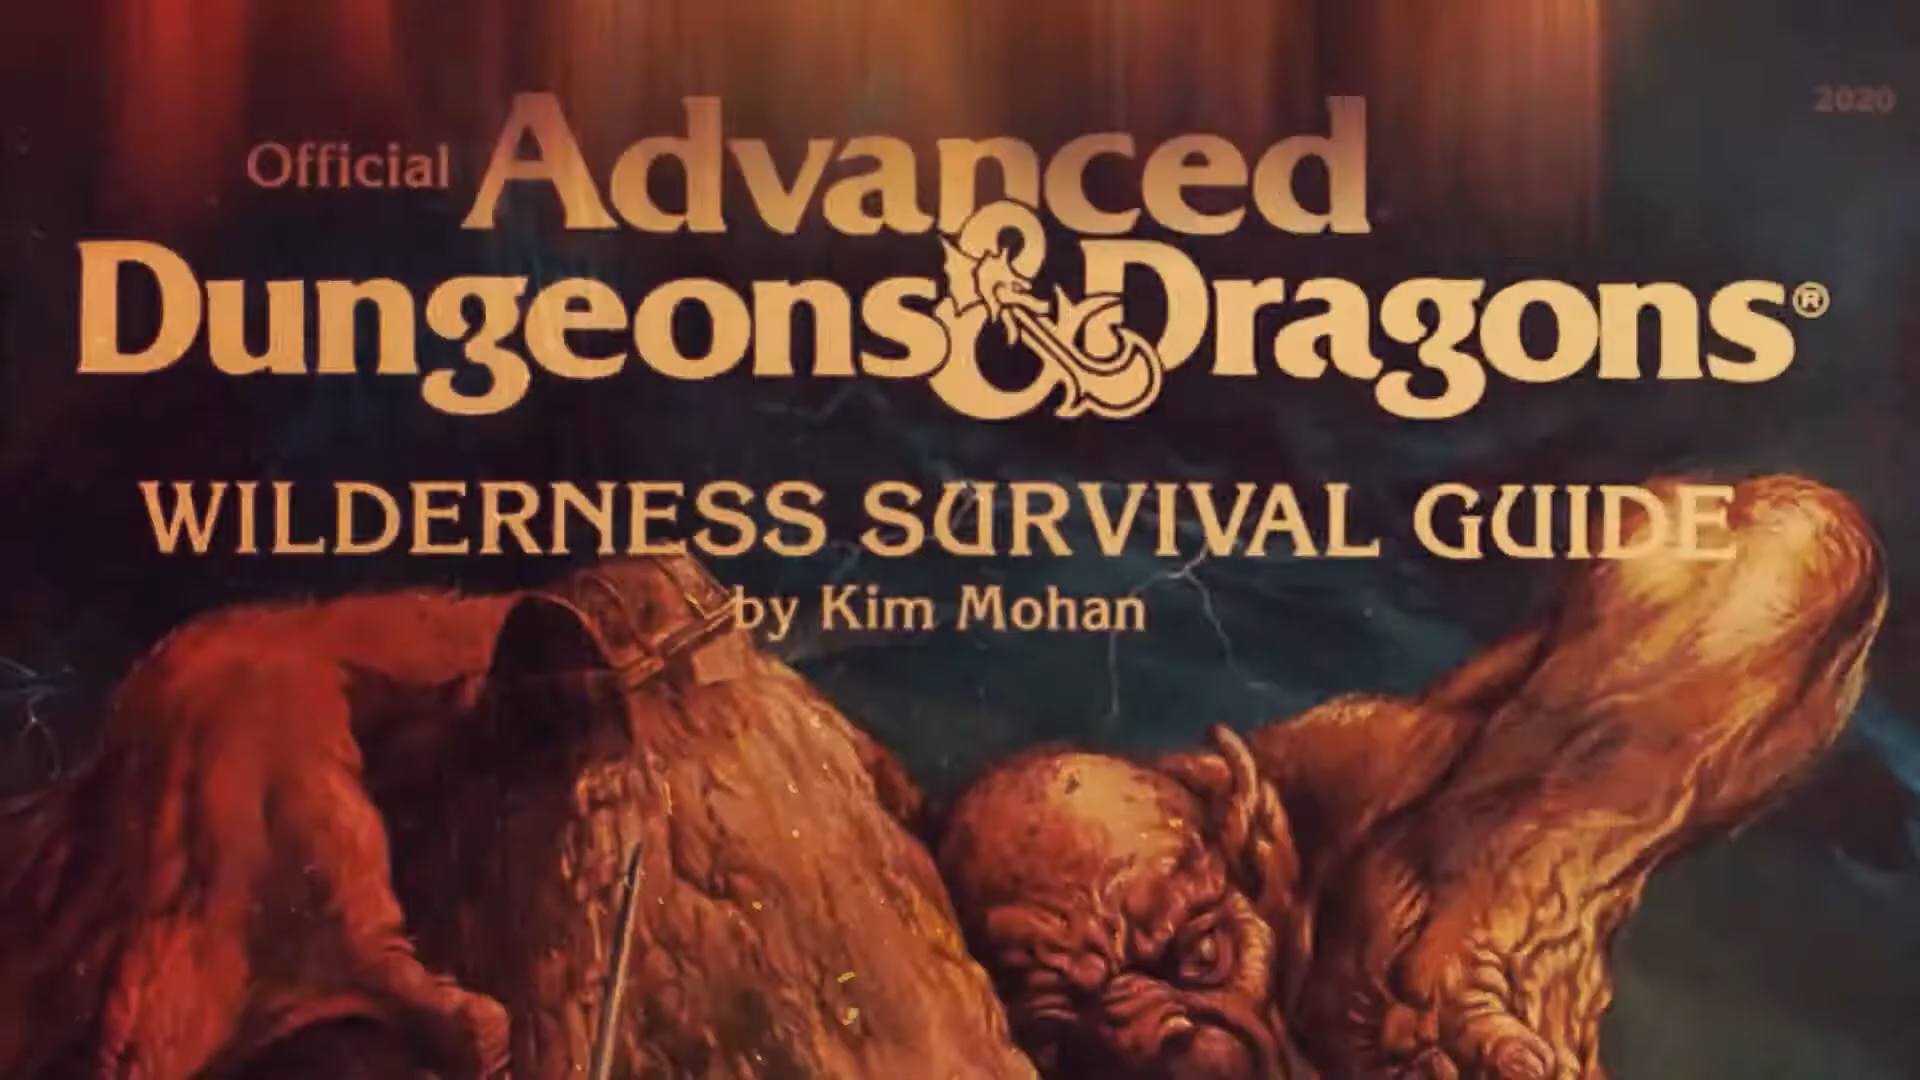 2020
Official Advanced
Dungeons & Dragons®
WILDERNESS SURVIVAL GUIDE
by Kim Mohan